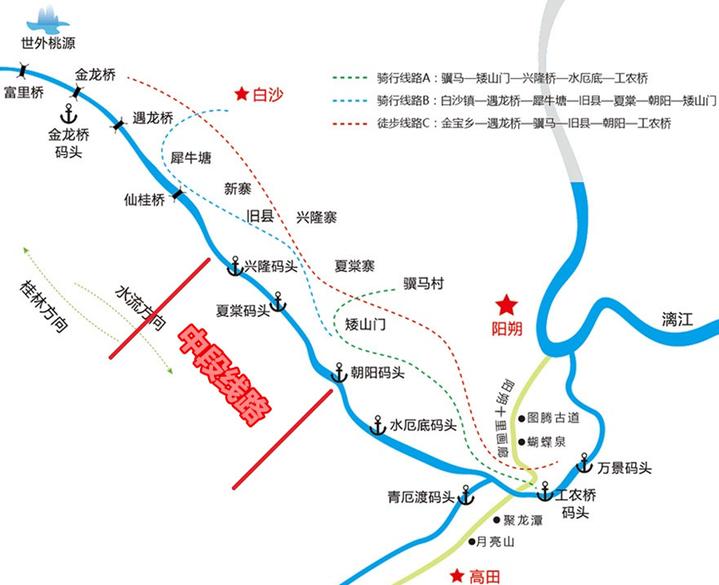 世外桃源
金龙桥
富里桥
金龙桥
码头
遇龙桥
白沙
骑行线路A：骥马—矮山门—兴隆桥—水厄底—工农桥
骑行线路B：白沙镇—遇龙桥—犀牛塘—旧县—夏棠—朝阳—矮山门
徒步线路C：金宝乡—遇龙桥—骥马—旧县—朝阳—工农桥
犀牛塘
仙桂桥
新寨
旧县
兴隆寨
兴隆码头
夏棠寨
骥马村
桂林方向
水流方向
夏棠码头
矮山门
阳朔
漓江
中段线路
朝阳码头
水厄底码头
阳朔十里画廊
图腾古道
蝴蝶泉
万景码头
青厄渡码头
工农桥
码头
聚龙潭
月亮山
高田